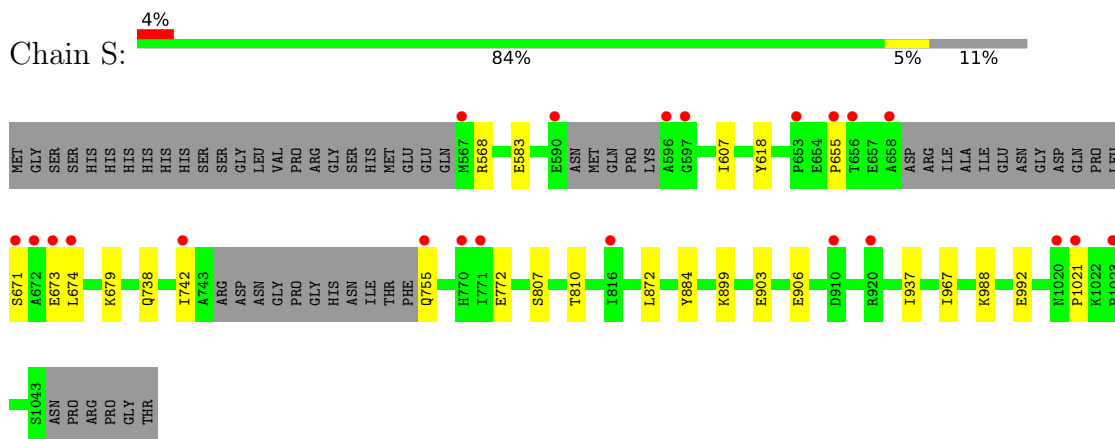 4%
Chain S:
84% 5% 11%
MET GLY SER SER HIS HIS HIS HIS HIS HIS SER SER GLY LEU VAL PRO ARG GLY SER HIS MET GLU GLU GLN M567 R568 E583 E590 ASN MET GLN PRO LYS A596 G597 I607 Y618 P653 E654 P655 T656 E657 A658 ASP ARG ILE ALA ILE GLU ASN GLY ASP GLN PRO LEU
S671 A672 E673 L674 K679 Q738 I742 A743 ARG ASP ASN GLY PRO GLY HIS ASN ILE THR PHE Q755 H770 I771 E772 S807 T810 I816 L872 Y884 K899 E903 E906 D910 R920 I937 I967 K988 E992 N1020 P1021 K1022
S1043 ASN PRO ARG PRO GLY THR